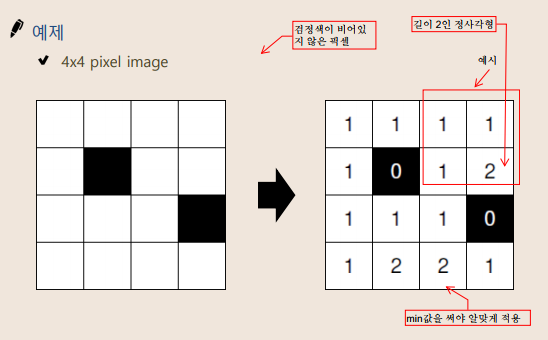 예제
4x4 pixel image
검정색이 비어있
지 않은 픽셀
길이 2인 정사각형
예시
1 1 1 1
1 0 1 2
1 1 1 0
1 2 2 1
min값을 써야 알맞게 적용